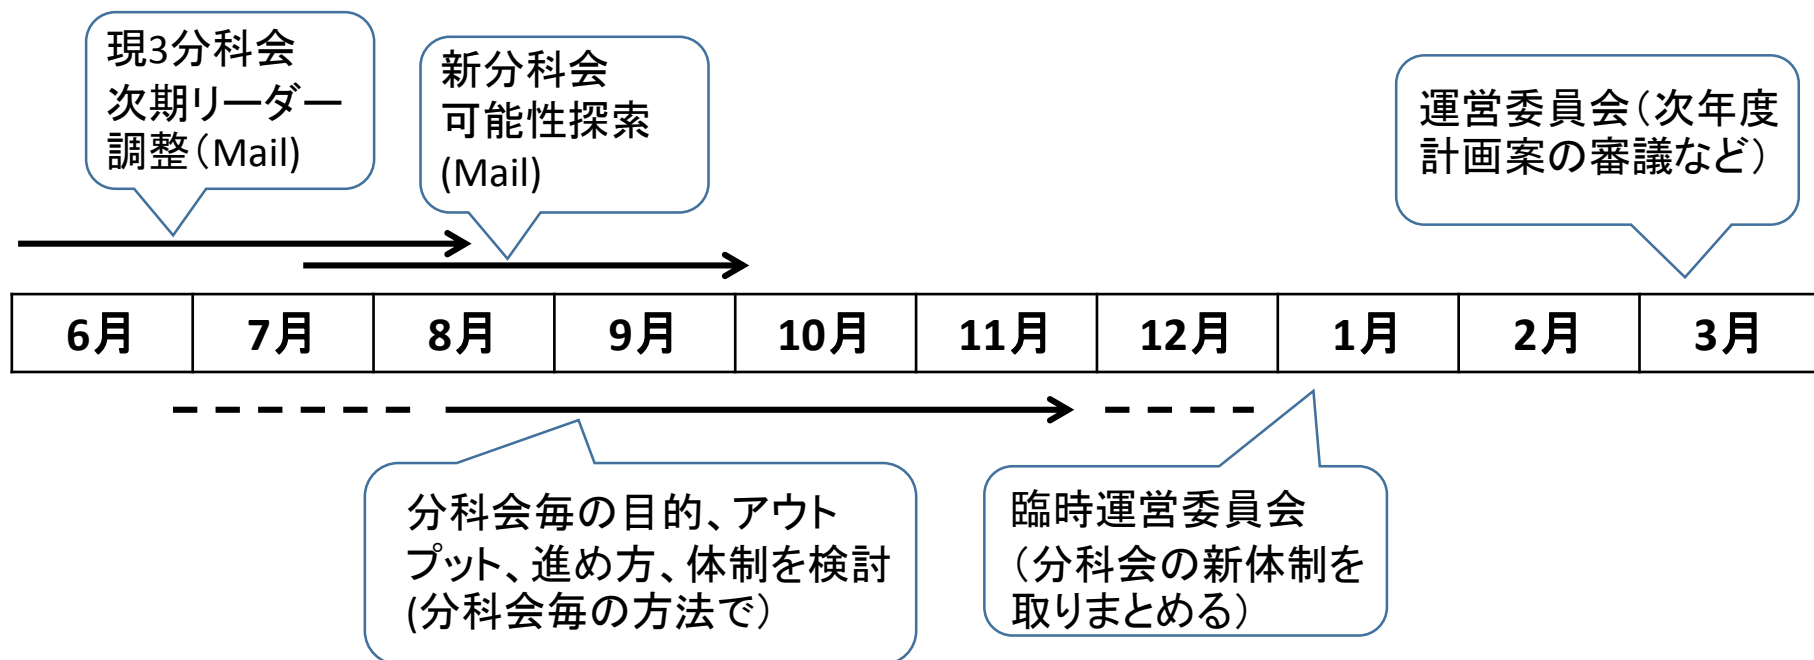 現3分科会
次期リーダー
調整（Mail)
新分科会
可能性探索
(Mail)
運営委員会（次年度
計画案の審議など）
6月 7月 8月 9月 10月 11月 12月 1月 2月 3月
分科会毎の目的、アウト
プット、進め方、体制を検討
(分科会毎の方法で）
臨時運営委員会
（分科会の新体制を
取りまとめる）